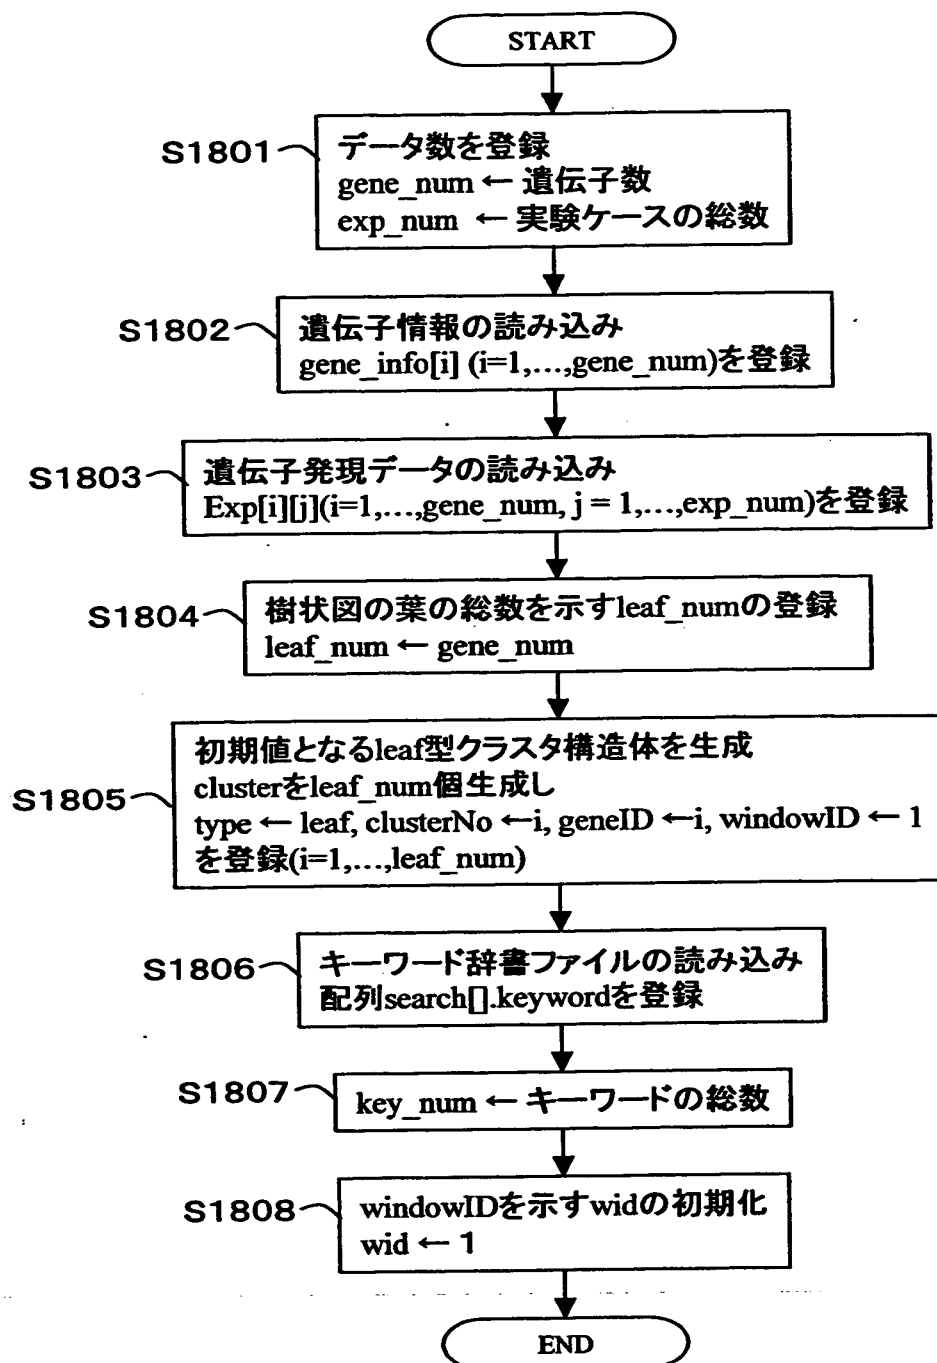 START
S1801
データ数を登録
gene_num ← 遺伝子数
exp_num ← 実験ケースの総数
S1802
遺伝子情報の読み込み
gene_info[i] (i=1,...,gene_num)を登録
S1803
遺伝子発現データの読み込み
Exp[i][j](i=1,...,gene_num, j = 1,...,exp_num)を登録
S1804
樹状図の葉の総数を示すleaf_numの登録
leaf_num ← gene_num
S1805
初期値となるleaf型クラスタ構造体を生成
clusterをleaf_num個生成し
type ← leaf, clusterNo ←i, geneID ←i, windowID ← 1
を登録(i=1,...,leaf_num)
S1806
キーワード辞書ファイルの読み込み
配列search[].keywordを登録
S1807
key_num ← キーワードの総数
S1808
windowIDを示すwidの初期化
wid ← 1
END